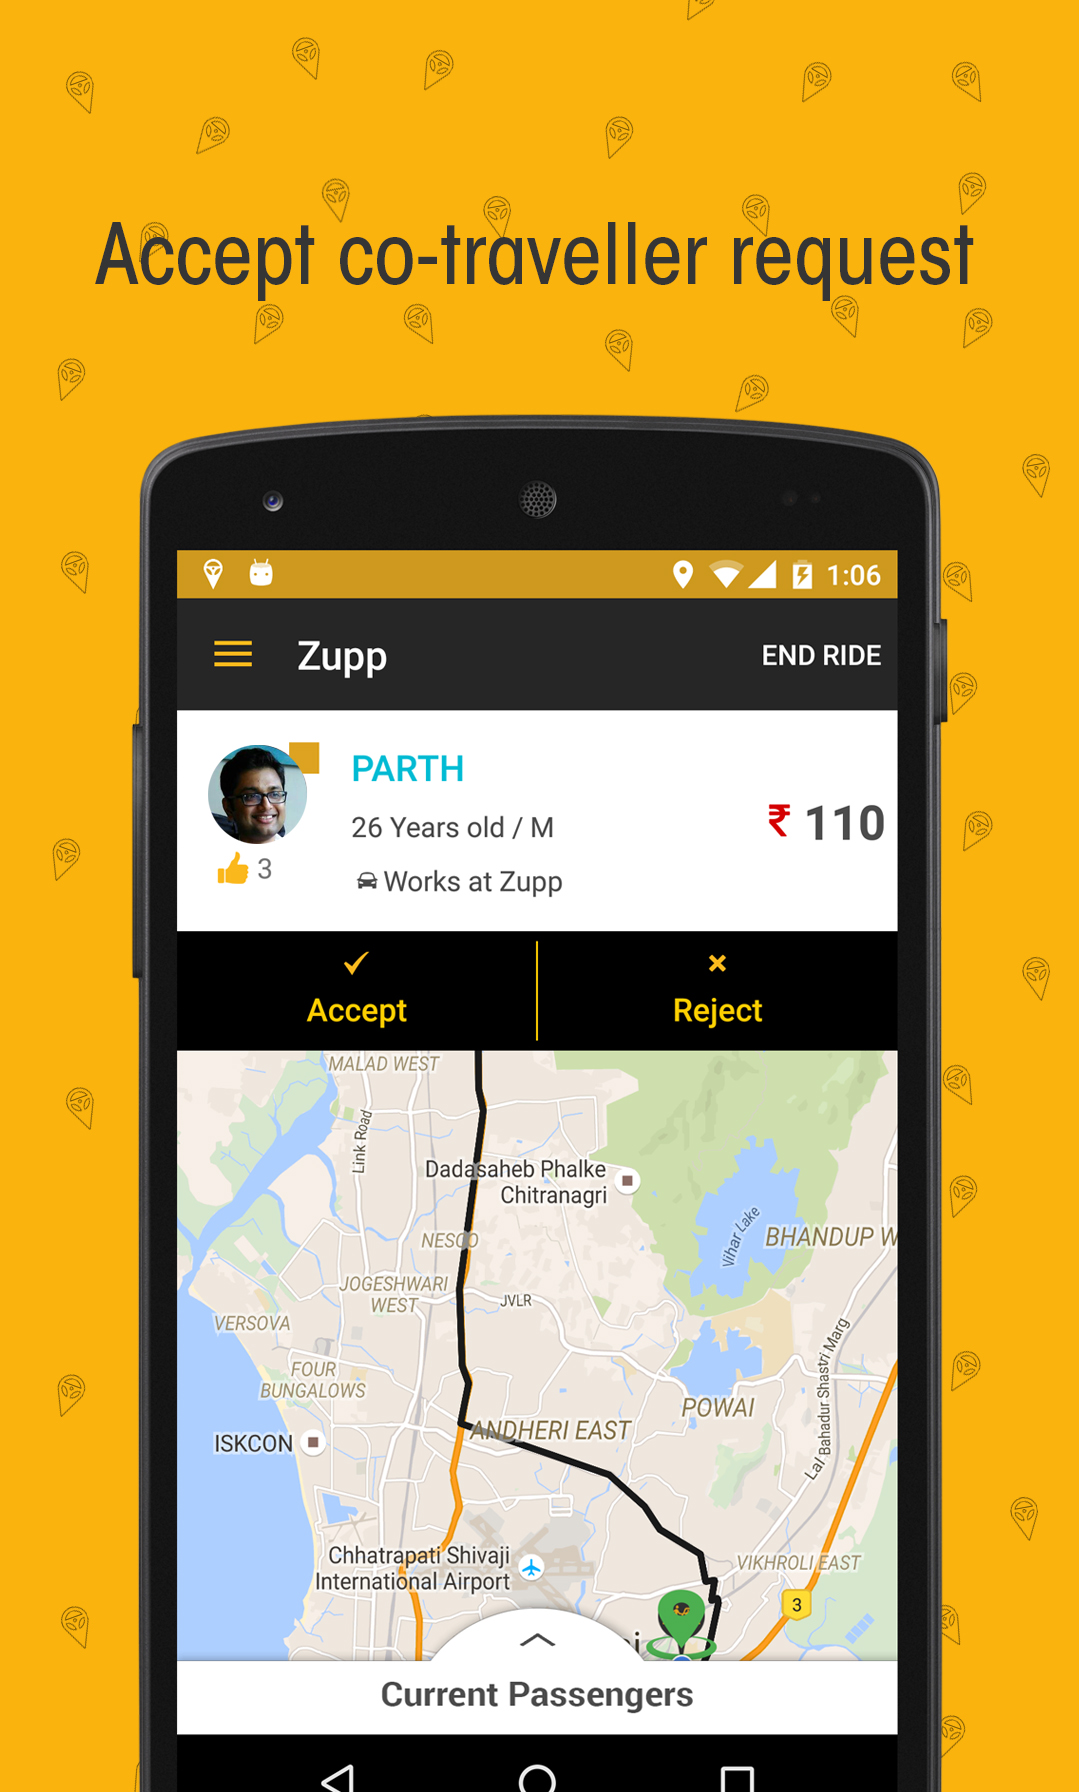 Accept co-traveller request
1:06
Zupp
END RIDE
PARTH
26 Years old / M
₹ 110
3
Works at Zupp
Accept
Reject
MALAD WEST
Link Road
Dadasaheb Phalke
Chitranagri
Vihar Lake
BHANDUP W
NESCO
JOGESHWARI
WEST
JVLR
VERSOVA
Lal Bahadur Shastri Marg
FOUR
BUNGALOWS
POWAI
ANDHERI EAST
ISKCON
Chhatrapati Shivaji
International Airport
VIKHROLI EAST
3
Current Passengers